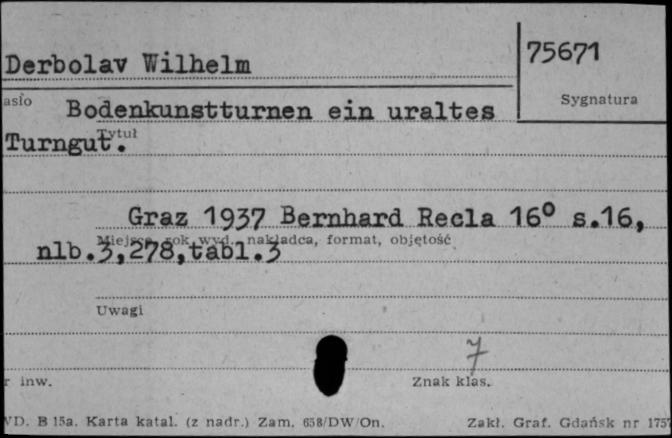 Derbolav Wilhelm
75671
asło
Sygnatura
Bodenkunstturnen ein uraltes
Tytuł
Turngut.
Graz 1937 Bernhard Recla 16° s.16,
Miejsce, rok wyd., nakładca, format, objętość
nlb.3,278,tabl.3
Uwagi
7
r inw.
Znak klas.
VD. B 15a. Karta katal. (z nadr.) Zam. 658/DW/On.
Zakł. Graf. Gdańsk nr 1757